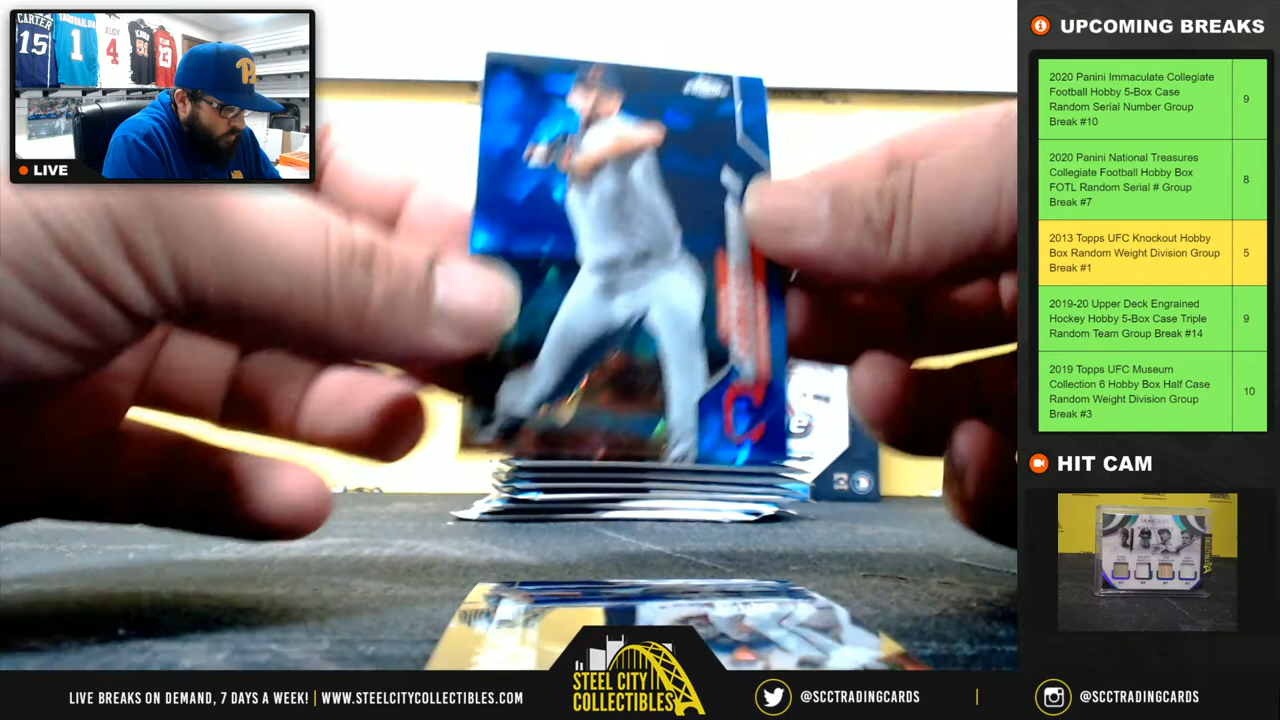 CARTER
15
1
4
LIVE
UPCOMING BREAKS
2020 Panini Immaculate Collegiate
Football Hobby 5-Box Case
Random Serial Number Group
Break #10
9
2020 Panini National Treasures
Collegiate Football Hobby Box
FOTL Random Serial # Group
Break #7
8
2013 Topps UFC Knockout Hobby
Box Random Weight Division Group
Break #1
5
2019-20 Upper Deck Engrained
Hockey Hobby 5-Box Case Triple
Random Team Group Break #14
9
2019 Topps UFC Museum
Collection 6 Hobby Box Half Case
Random Weight Division Group
Break #3
10
HIT CAM
LIVE BREAKS ON DEMAND, 7 DAYS A WEEK! | WWW.STEELCITYCOLLECTIBLES.COM
STEEL CITY
COLLECTIBLES
@SCCTRADINGCARDS
@SCCTRADINGCARDS